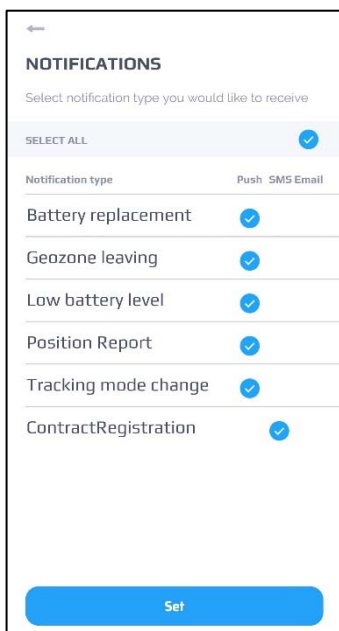 NOTIFICATIONS
Select notification type you would like to receive
SELECT ALL
Notification type Push SMS Email
Battery replacement
Geozone leaving
Low battery level
Position Report
Tracking mode change
ContractRegistration
Set